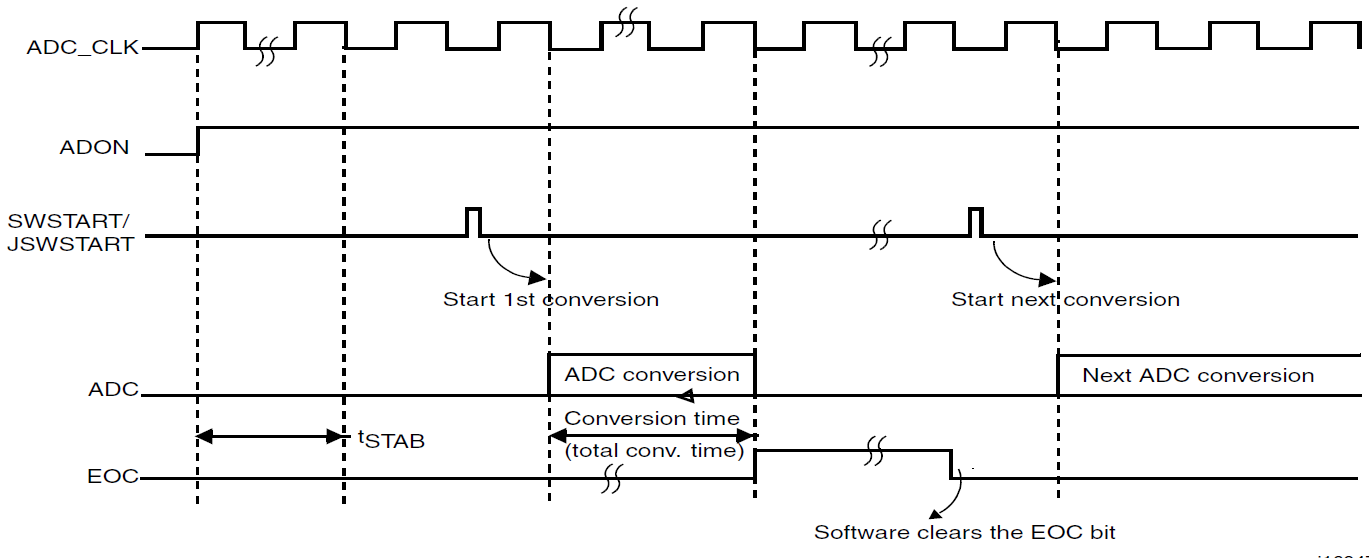 ADC_CLK
ADON
SWSTART/
JSWSTART
Start 1st conversion
Start next conversion
ADC
ADC conversion
Next ADC conversion
Conversion time
(total conv. time)
tSTAB
EOC
Software clears the EOC bit